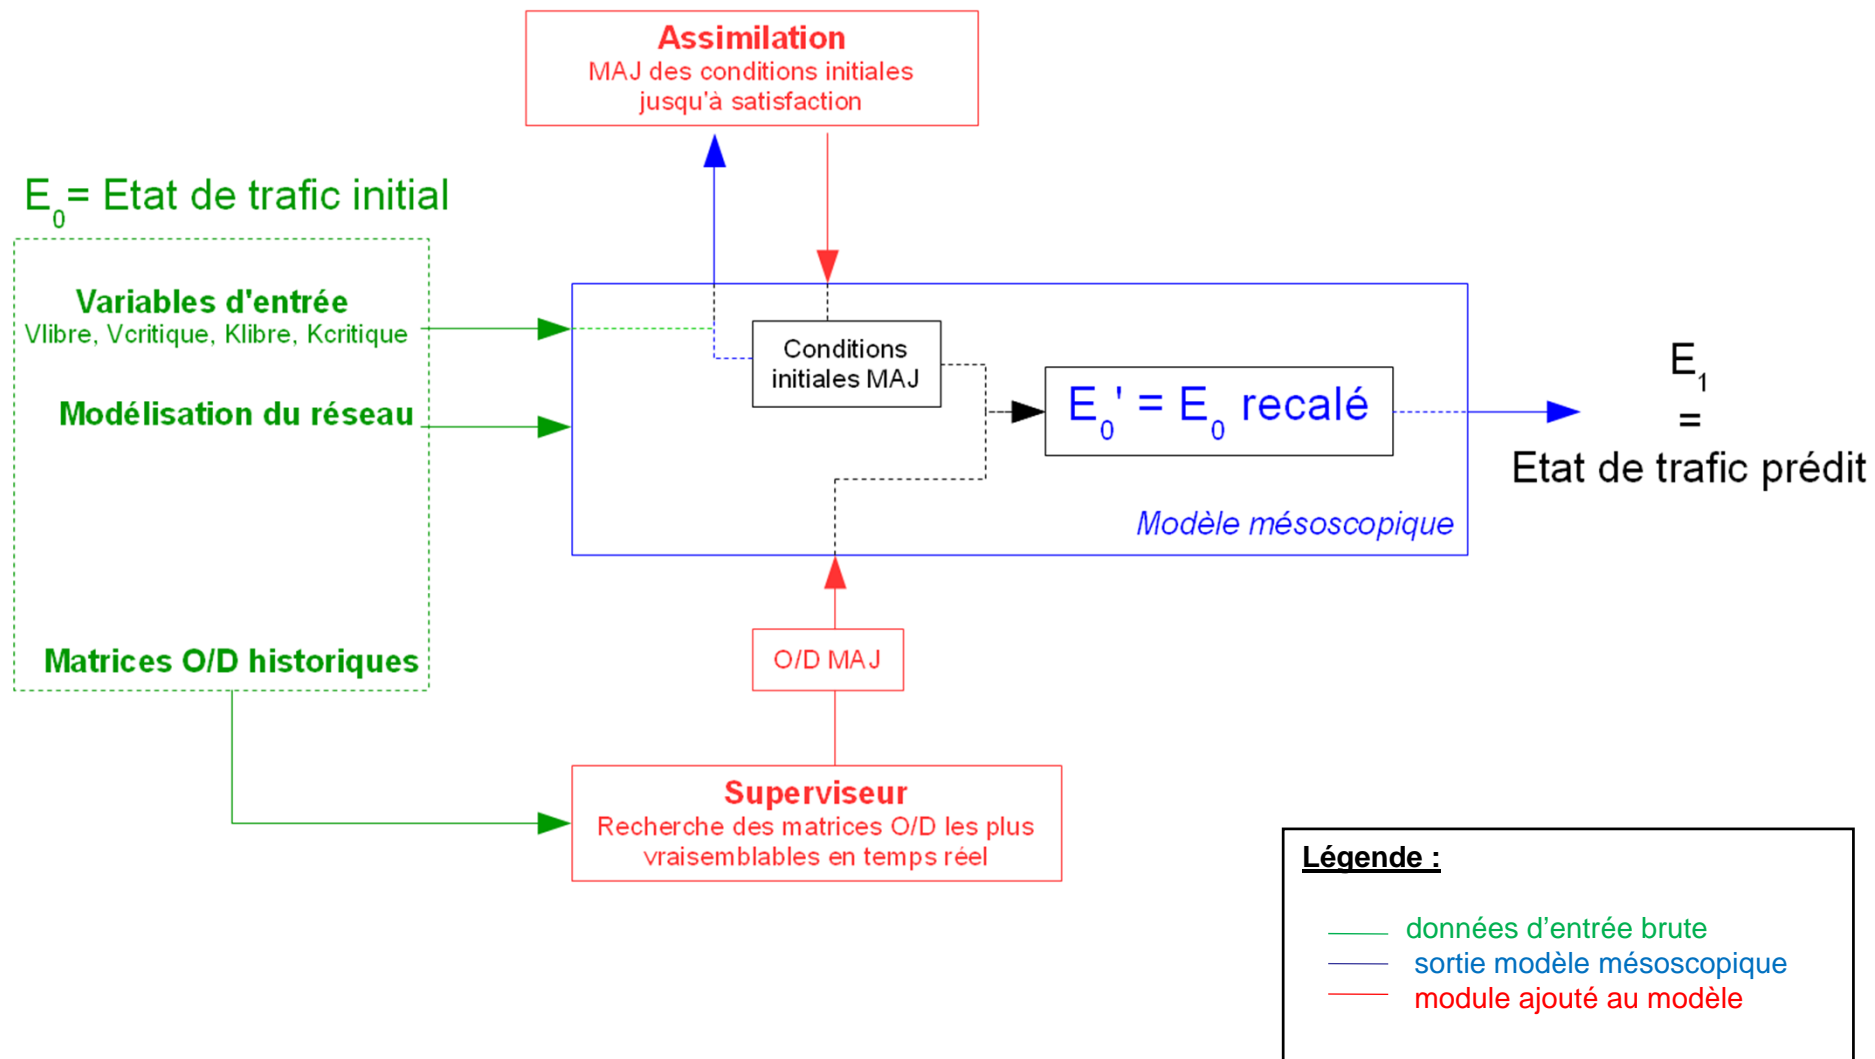 Assimilation
MAJ des conditions initiales
jusqu'à satisfaction
E0= Etat de trafic initial
Variables d'entrée
Vlibre, Vcritique, Klibre, Kcritique
Modélisation du réseau
Matrices O/D historiques
Conditions
initiales MAJ
E0' = E0 recalé
Modèle mésoscopique
E1
=
Etat de trafic prédit
O/D MAJ
Superviseur
Recherche des matrices O/D les plus
vraisemblables en temps réel
Légende :
données d’entrée brute
sortie modèle mésoscopique
module ajouté au modèle